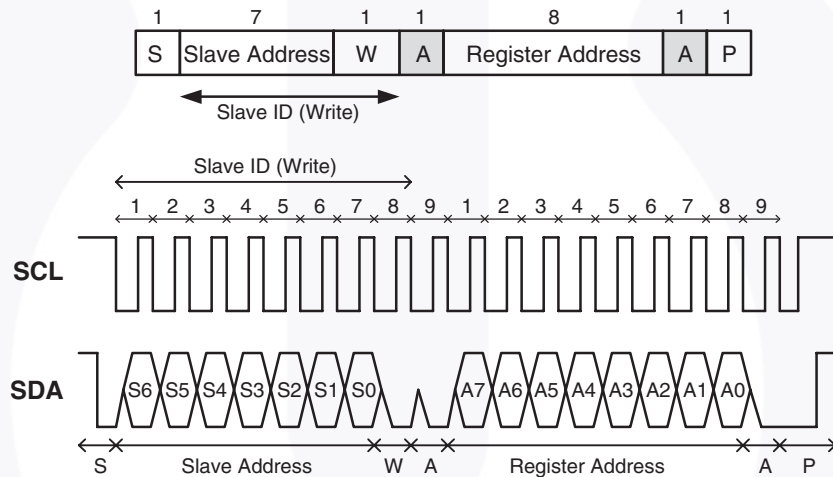 1 7 1 1 8 1 1
S Slave Address W A Register Address A P
Slave ID (Write)
Slave ID (Write)
1 2 3 4 5 6 7 8 9 1 2 3 4 5 6 7 8 9
SCL
SDA S6 S5 S4 S3 S2 S1 S0 A7 A6 A5 A4 A3 A2 A1 A0
S Slave Address W A Register Address A P